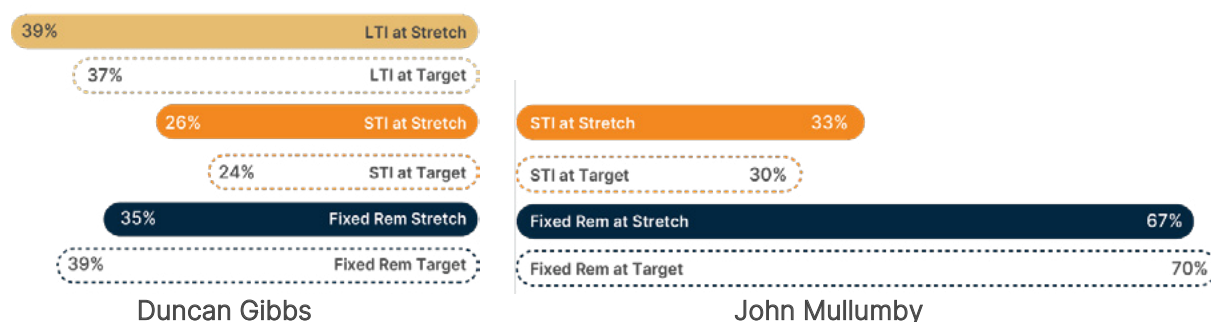 39% LTI at Stretch
37% LTI at Target
26% STI at Stretch
24% STI at Target
35% Fixed Rem Stretch
39% Fixed Rem Target
Duncan Gibbs
STI at Stretch 33%
STI at Target 30%
Fixed Rem at Stretch 67%
Fixed Rem at Target 70%
John Mullumby